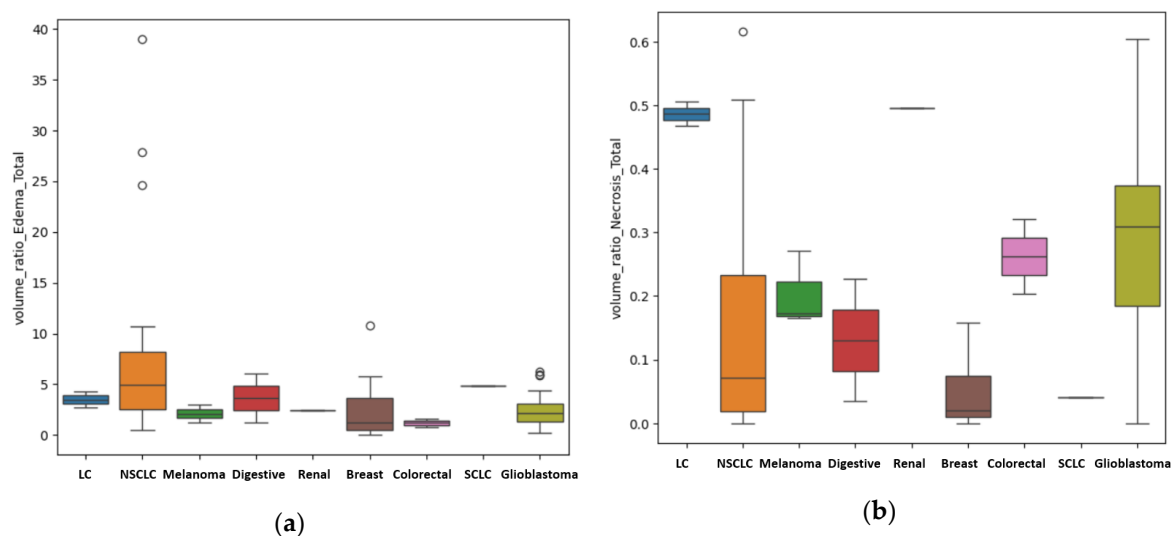 volume_ratio_Edema_Total
40
35
30
25
20
15
10
5
0
LC NSCLC Melanoma Digestive Renal Breast Colorectal SCLC Glioblastoma
(a)
volume_ratio_Necrosis_Total
0.6
0.5
0.4
0.3
0.2
0.1
0.0
LC NSCLC Melanoma Digestive Renal Breast Colorectal SCLC Glioblastoma
(b)